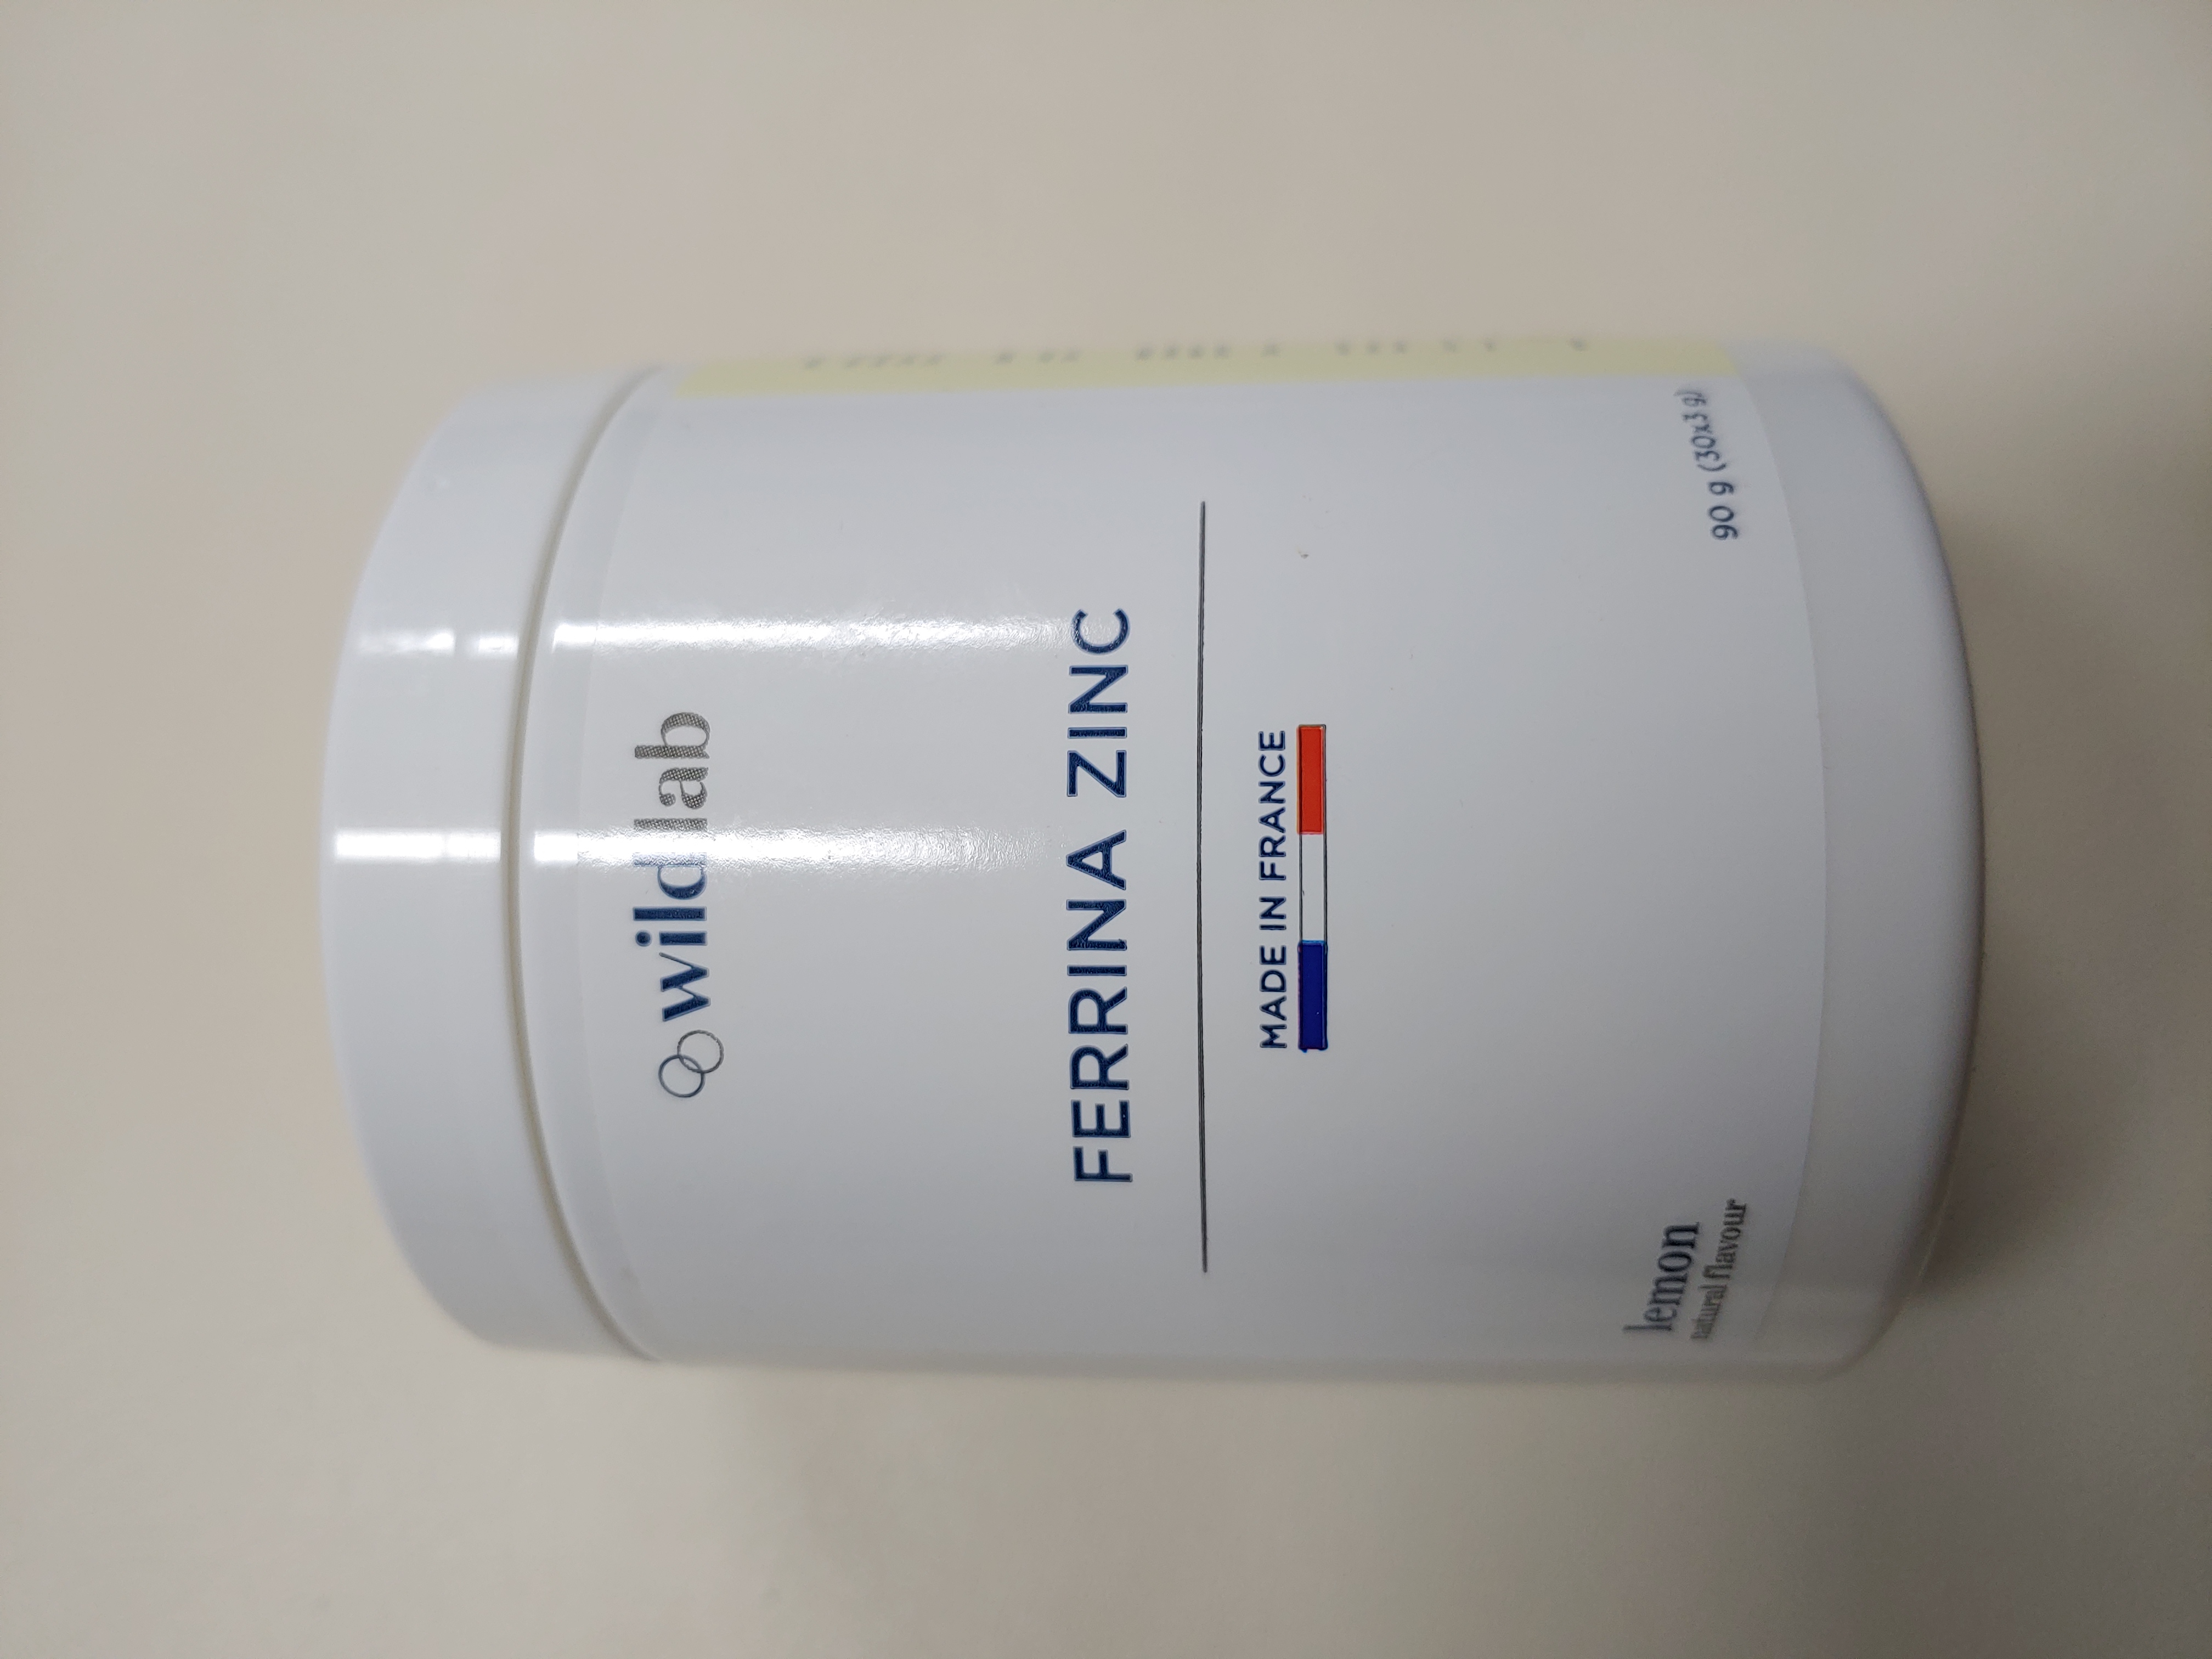 wildlab
FERRINA ZINC
MADE IN FRANCE
lemon
natural flavour
90 g (30x3 g)